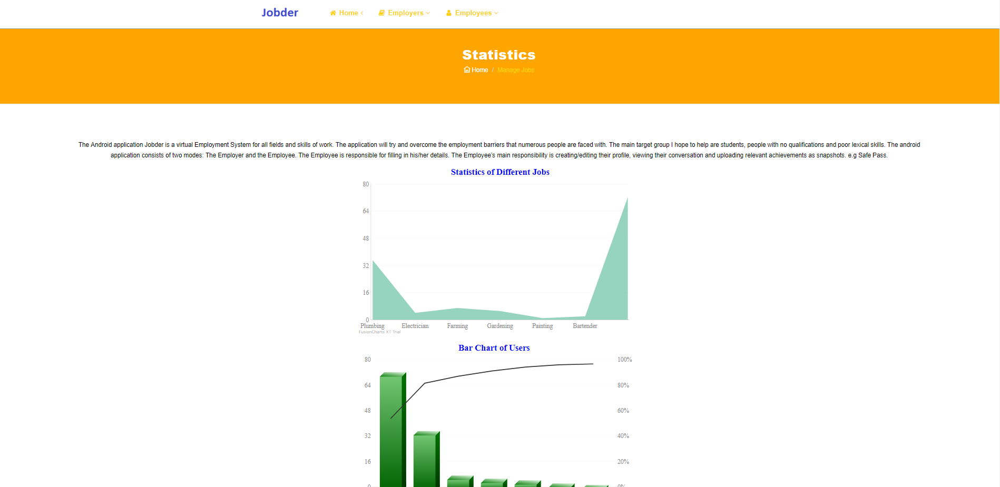 Jobder Home Employers Employees
Statistics
Home / Manage Jobs
The Android application Jobder is a virtual Employment System for all fields and skills of work. The application will try and overcome the employment barriers that numerous people are faced with. The main target group I hope to help are students, people with no qualifications and poor lexical skills. The android
application consists of two modes: The Employer and the Employee. The Employee is responsible for filling in his/her details. The Employee's main responsibility is creating/editing their profile, viewing their conversation and uploading relevant achievements as snapshots. e.g Safe Pass.
Statistics of Different Jobs
80
64
48
32
16
0
Plumbing Electrician Farming Gardening Painting Bartender
FusionCharts XT Trial
Bar Chart of Users
80 100%
64 80%
48 60%
32 40%
16 20%
0 0%